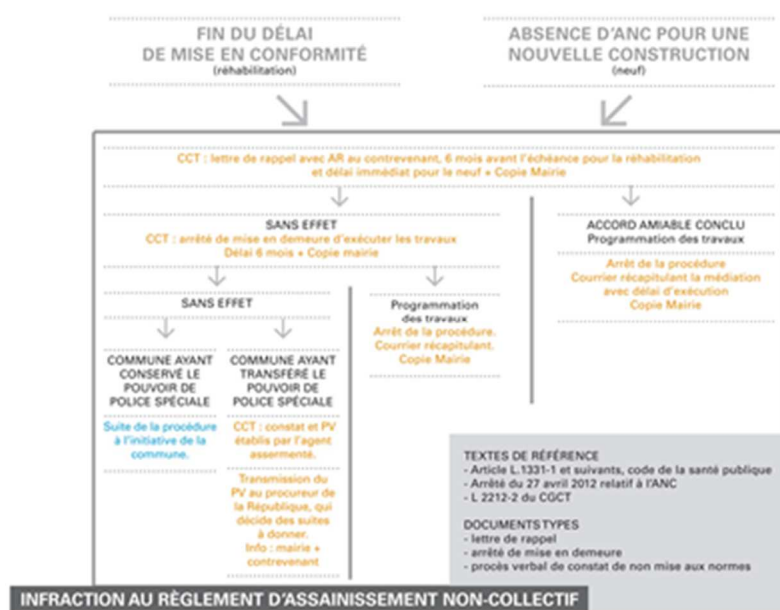 FIN DU DÉLAI
DE MISE EN CONFORMITÉ
(réhabilitation)
ABSENCE D'ANC POUR UNE
NOUVELLE CONSTRUCTION
(neuf)
CCT : lettre de rappel avec AR au contrevenant, 6 mois avant l'échéance pour la réhabilitation
et délai immédiat pour le neuf + Copie Mairie
SANS EFFET
CCT : arrêté de mise en demeure d'exécuter les travaux
Délai 6 mois + Copie mairie
ACCORD AMIABLE CONCLU
Programmation des travaux
Arrêt de la procédure
Courrier récapitulant la médiation
avec délai d'exécution
Copie Mairie
SANS EFFET
Programmation
des travaux
Arrêt de la procédure.
Courrier récapitulant.
Copie Mairie
COMMUNE AYANT
CONSERVÉ LE
POUVOIR DE
POLICE SPÉCIALE
Suite de la procédure
à l'initiative de la
commune.
COMMUNE AYANT
TRANSFÉRÉ LE
POUVOIR DE
POLICE SPÉCIALE
CCT : constat et PV
établis par l'agent
assermenté.
Transmission du
PV au procureur de
la République, qui
décide des suites
à donner.
Info : mairie +
contrevenant
TEXTES DE RÉFÉRENCE
- Article L.1331-1 et suivants, code de la santé publique
- Arrêté du 27 avril 2012 relatif à l'ANC
- L 2212-2 du CGCT
DOCUMENTS TYPES
- lettre de rappel
- arrêté de mise en demeure
- procès verbal de constat de non mise aux normes
INFRACTION AU RÈGLEMENT D'ASSAINISSEMENT NON-COLLECTIF